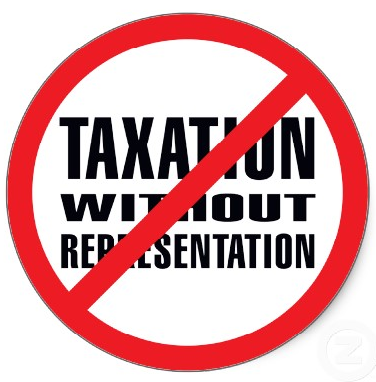 TAXATION
WITHOUT
REPRESENTATION
Z